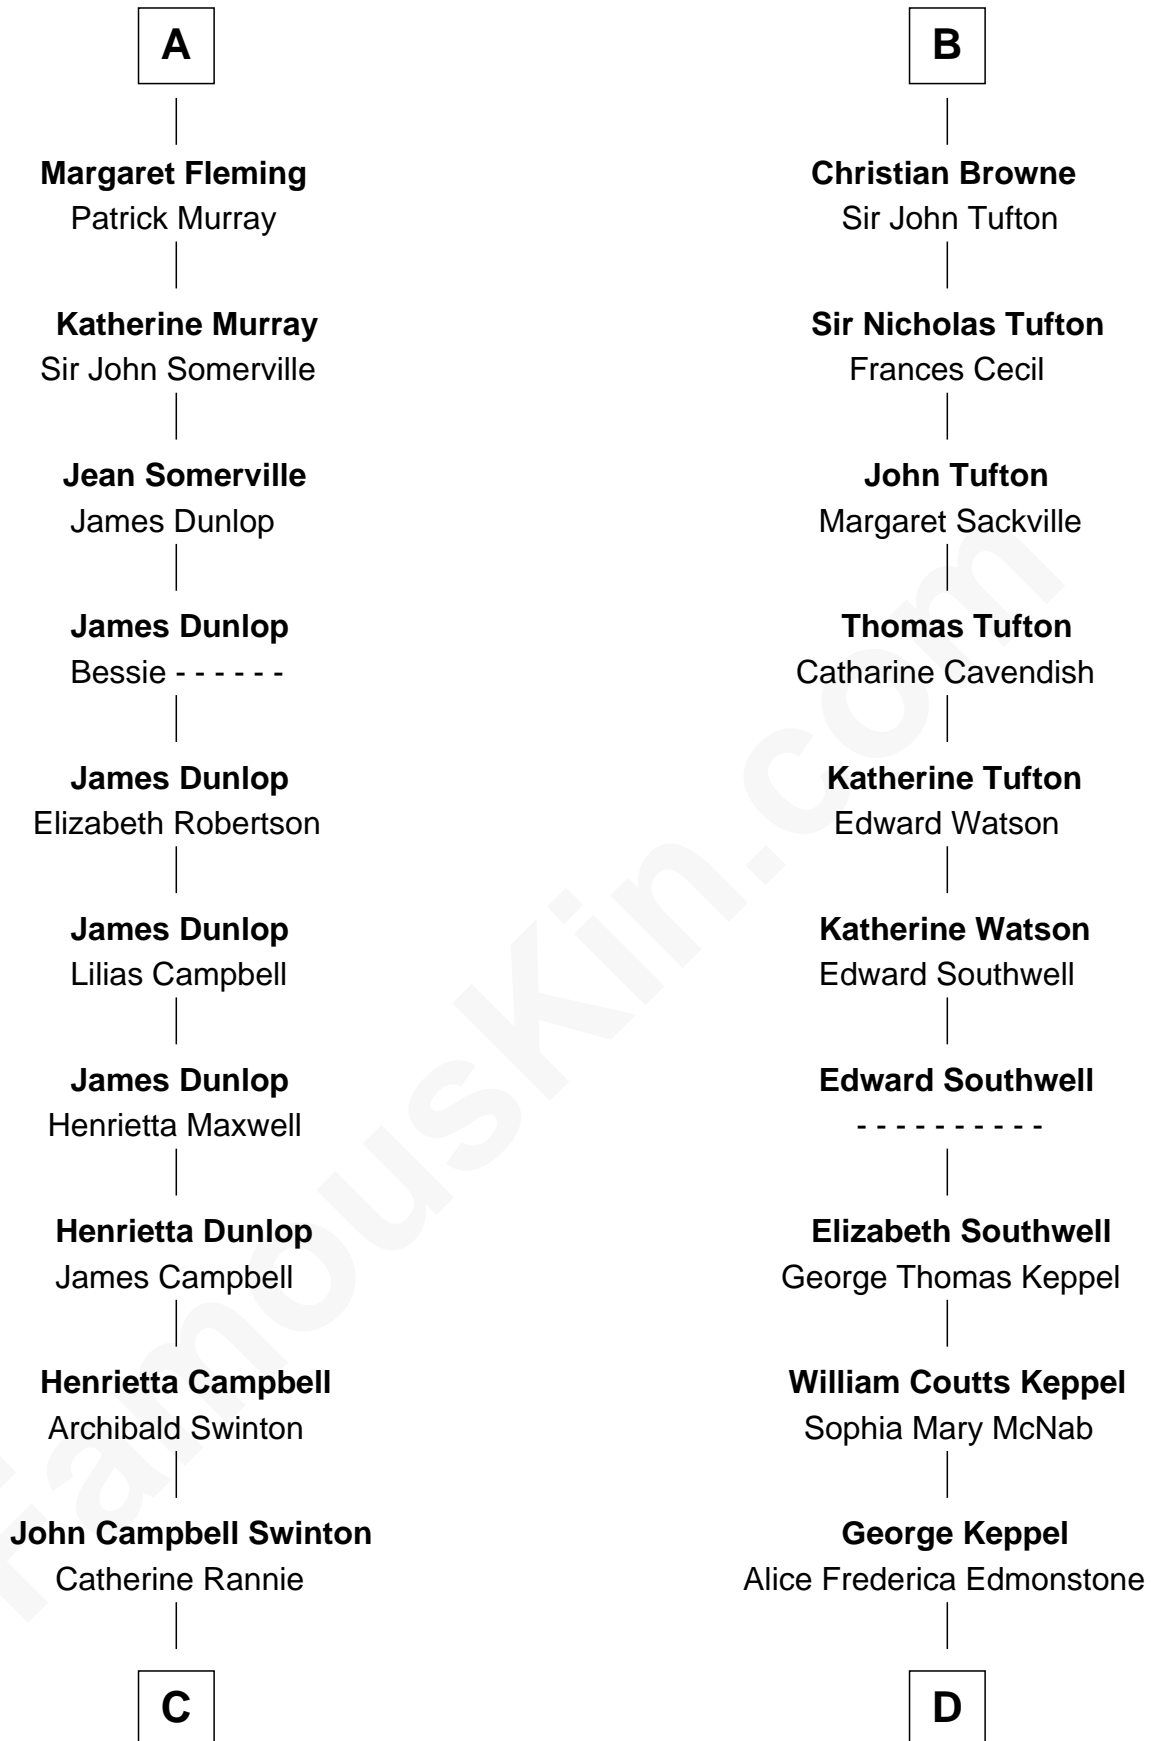 A
Margaret Fleming
Patrick Murray
Katherine Murray
Sir John Somerville
Jean Somerville
James Dunlop
James Dunlop
Bessie - - - - - -
James Dunlop
Elizabeth Robertson
James Dunlop
Lilias Campbell
James Dunlop
Henrietta Maxwell
Henrietta Dunlop
James Campbell
Henrietta Campbell
Archibald Swinton
John Campbell Swinton
Catherine Rannie
C
B
Christian Browne
Sir John Tufton
Sir Nicholas Tufton
Frances Cecil
John Tufton
Margaret Sackville
Thomas Tufton
Catharine Cavendish
Katherine Tufton
Edward Watson
Katherine Watson
Edward Southwell
Edward Southwell
- - - - - - - - - -
Elizabeth Southwell
George Thomas Keppel
William Coutts Keppel
Sophia Mary McNab
George Keppel
Alice Frederica Edmonstone
D
FamousKin.com